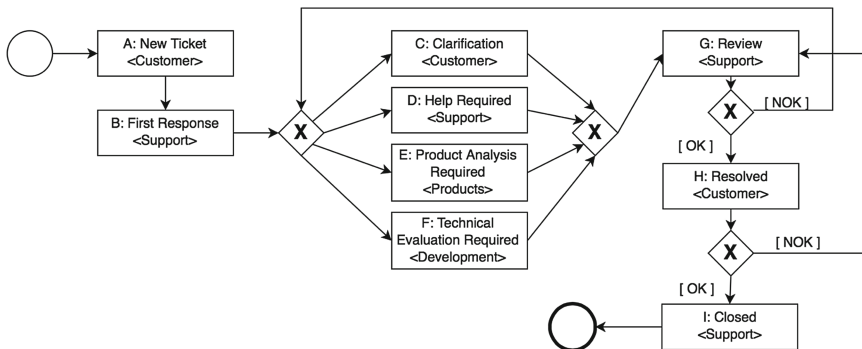 A: New Ticket
<Customer>
B: First Response
<Support>
X
C: Clarification
<Customer>
D: Help Required
<Support>
E: Product Analysis
Required
<Products>
F: Technical
Evaluation Required
<Development>
X
G: Review
<Support>
X
[ NOK ]
[ OK ]
H: Resolved
<Customer>
X
[ NOK ]
[ OK ]
I: Closed
<Support>